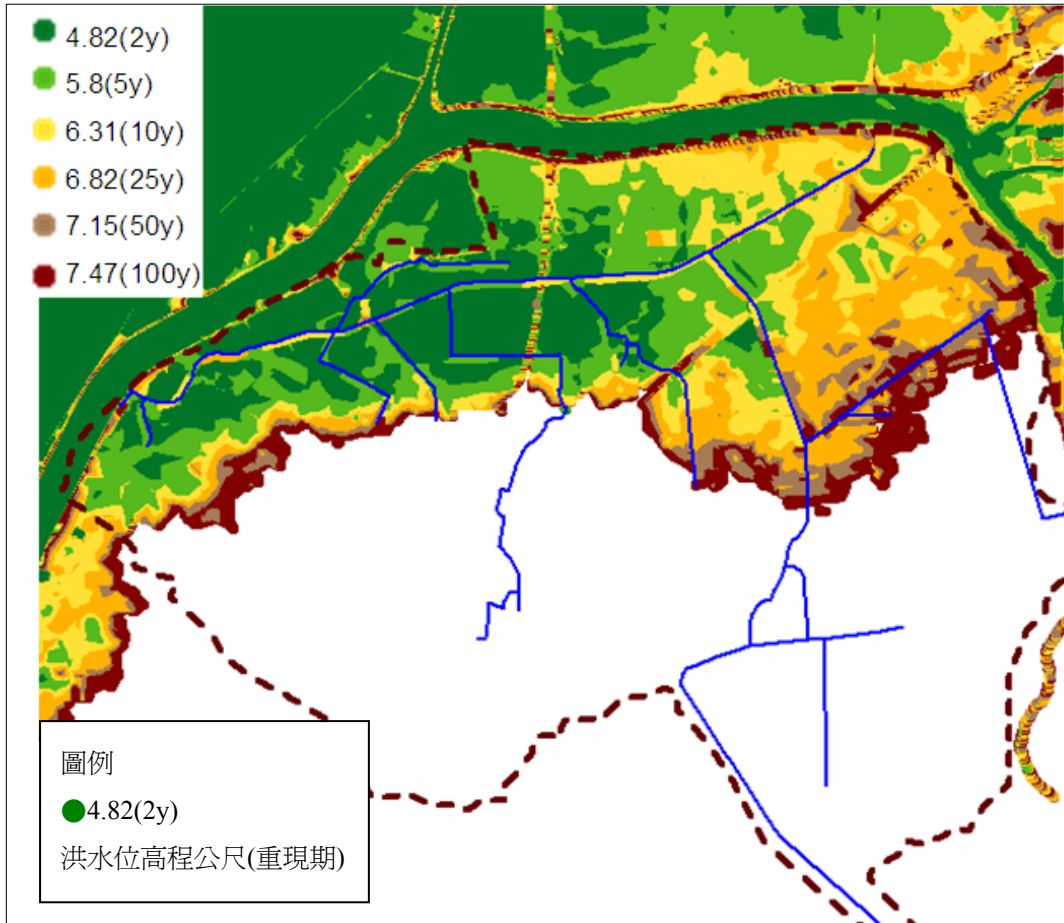 4.82(2y)
5.8(5y)
6.31(10y)
6.82(25y)
7.15(50y)
7.47(100y)
圖例
4.82(2y)
洪水位高程公尺(重現期)